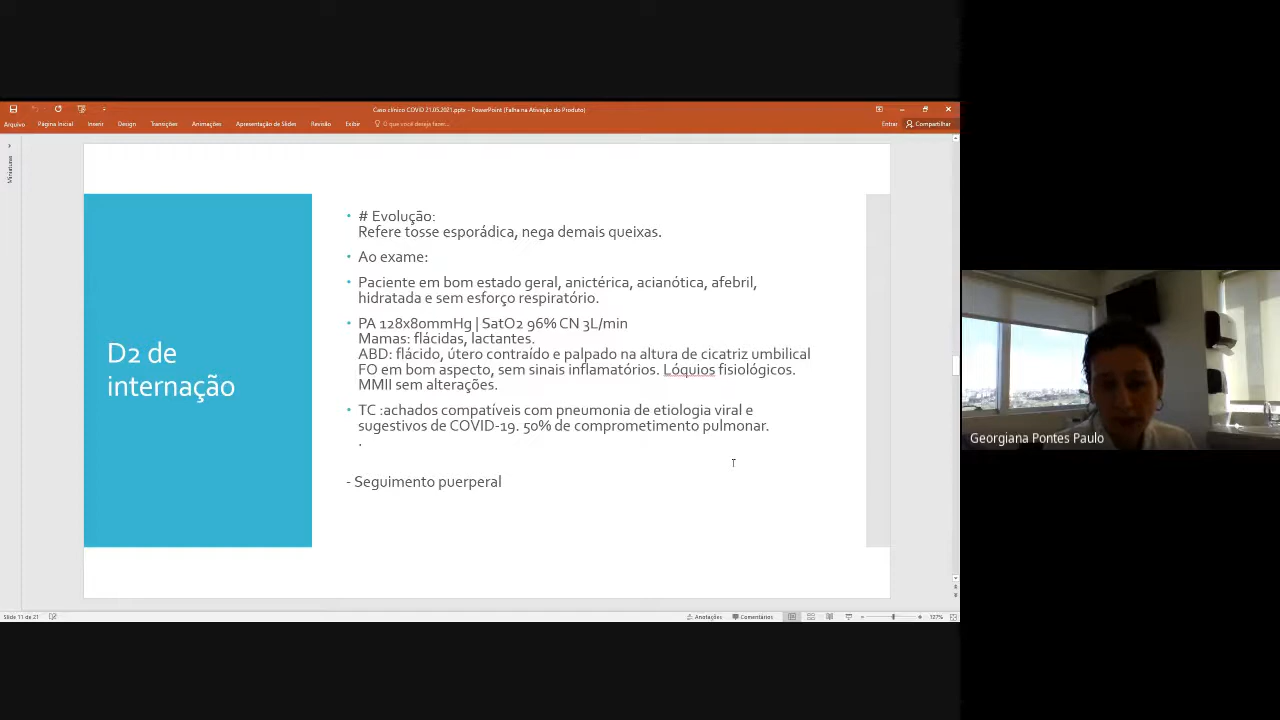 Caso clínico COVID 21.05.2021.pptx - PowerPoint (Falha na Ativação do Produto)
Arquivo Página Inicial Inserir Design Transições Animações Apresentação de Slides Revisão Exibir O que você deseja fazer... Entrar Compartilhar
Miniaturas
D2 de
internação
• # Evolução:
Refere tosse esporádica, nega demais queixas.
• Ao exame:
• Paciente em bom estado geral, anictérica, acianótica, afebril,
hidratada e sem esforço respiratório.
• PA 128x80mmHg | SatO2 96% CN 3L/min
Mamas: flácidas, lactantes.
ABD: flácido, útero contraído e palpado na altura de cicatriz umbilical
FO em bom aspecto, sem sinais inflamatórios. Lóquios fisiológicos.
MMII sem alterações.
• TC :achados compatíveis com pneumonia de etiologia viral e
sugestivos de COVID-19. 50% de comprometimento pulmonar.
.
- Seguimento puerperal
Georgiana Pontes Paulo
Slide 11 de 21 Anotações Comentários 127%